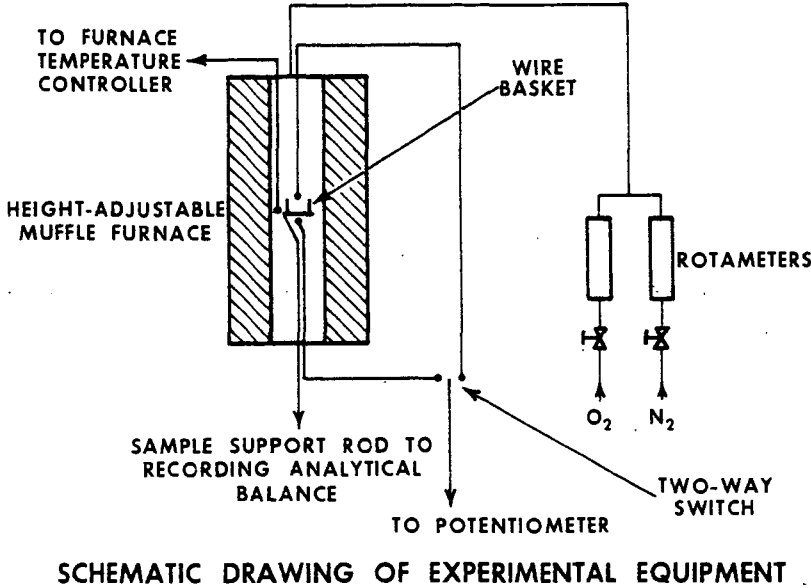 TO FURNACE
TEMPERATURE
CONTROLLER
WIRE
BASKET
HEIGHT-ADJUSTABLE
MUFFLE FURNACE
ROTAMETERS
O2 N2
SAMPLE SUPPORT ROD TO
RECORDING ANALYTICAL
BALANCE
TWO-WAY
SWITCH
TO POTENTIOMETER
SCHEMATIC DRAWING OF EXPERIMENTAL EQUIPMENT